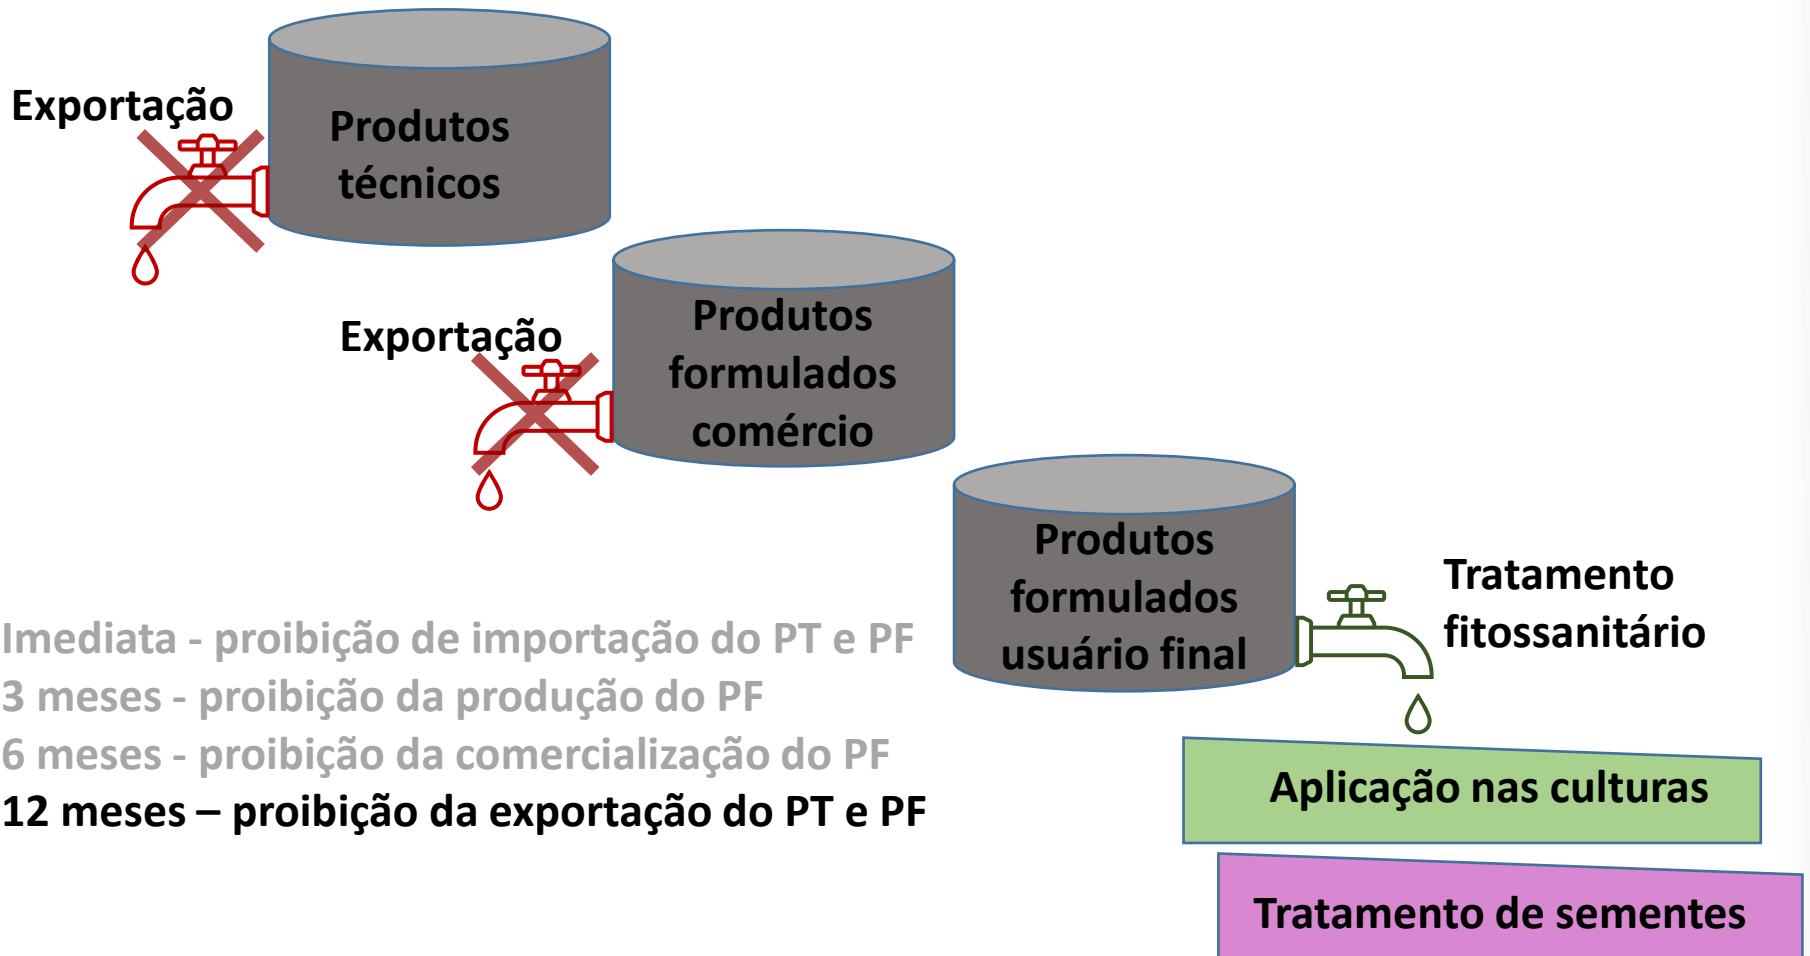 Exportação
Produtos
técnicos
Exportação
Produtos
formulados
comércio
Produtos
formulados
usuário final
Tratamento
fitossanitário
Imediata - proibição de importação do PT e PF
3 meses - proibição da produção do PF
6 meses - proibição da comercialização do PF
12 meses – proibição da exportação do PT e PF
Aplicação nas culturas
Tratamento de sementes